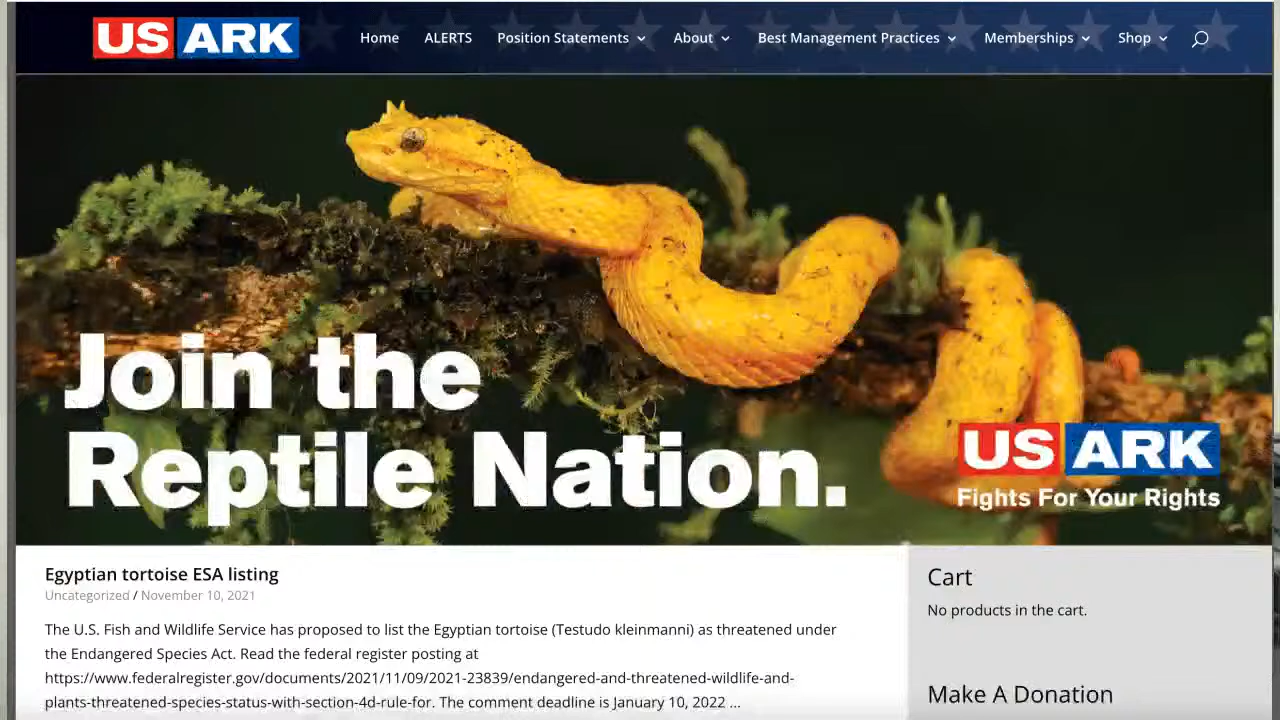 US ARK
Home ALERTS Position Statements About Best Management Practices Memberships Shop
Join the
Reptile Nation.
US ARK
Fights For Your Rights
Egyptian tortoise ESA listing
Uncategorized / November 10, 2021
The U.S. Fish and Wildlife Service has proposed to list the Egyptian tortoise (Testudo kleinmanni) as threatened under
the Endangered Species Act. Read the federal register posting at
https://www.federalregister.gov/documents/2021/11/09/2021-23839/endangered-and-threatened-wildlife-and-
plants-threatened-species-status-with-section-4d-rule-for. The comment deadline is January 10, 2022 ...
Cart
No products in the cart.
Make A Donation